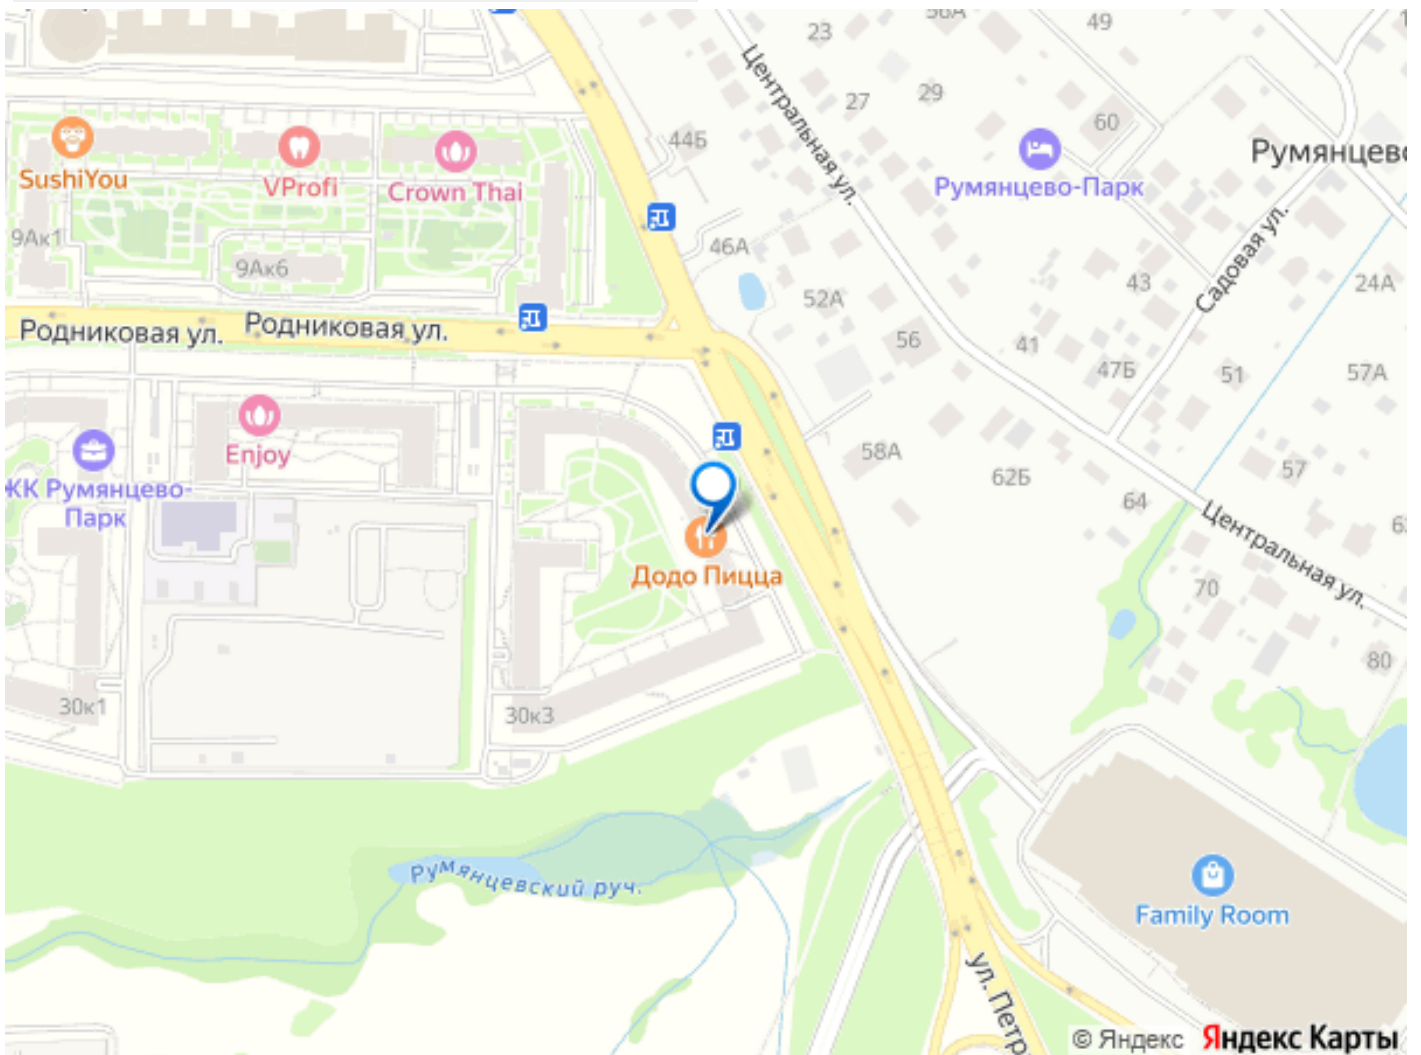 23
49
Центральная ул.
27
29
60
44Б
SushiYou
VProfi
Crown Thai
Румянцево-Парк
Румянцево
9Ак1
9Ак6
46А
52А
43
Садовая ул.
24А
Родниковая ул.
Родниковая ул.
56
41
47Б
51
57А
Enjoy
ЖК Румянцево-
Парк
58А
62Б
64
57
Центральная ул.
Додо Пицца
70
80
30к1
30к3
Румянцевский руч.
Family Room
ул. Петр
© Яндекс Яндекс Карты